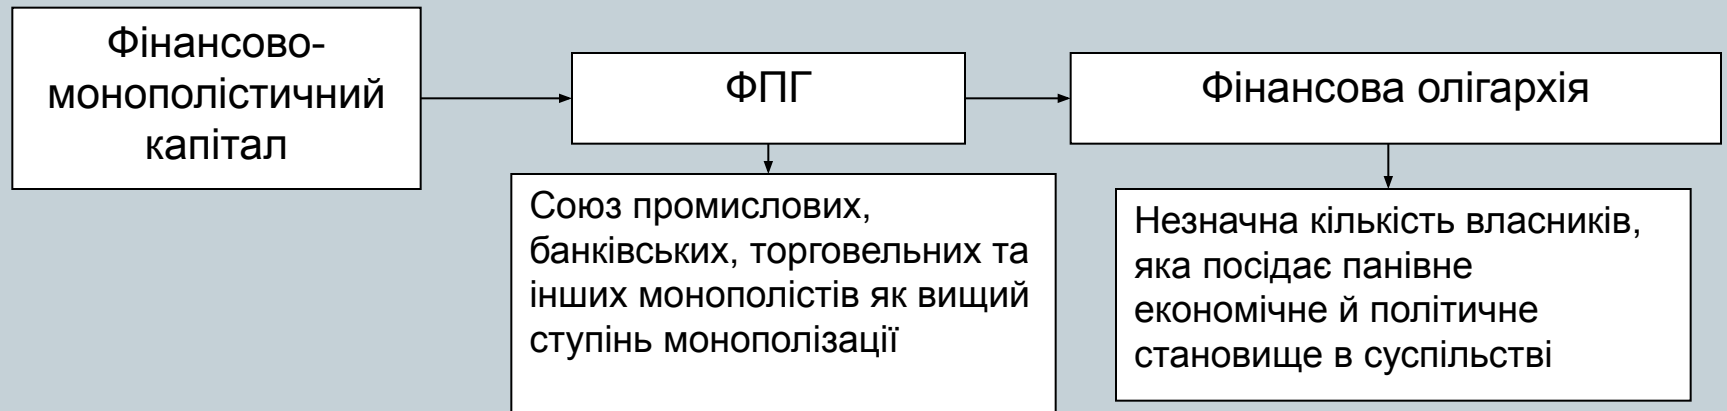 Фінансово-
монополістичний
капітал
ФПГ
Фінансова олігархія
Союз промислових,
банківських, торговельних та
інших монополістів як вищий
ступінь монополізації
Незначна кількість власників,
яка посідає панівне
економічне й політичне
становище в суспільстві